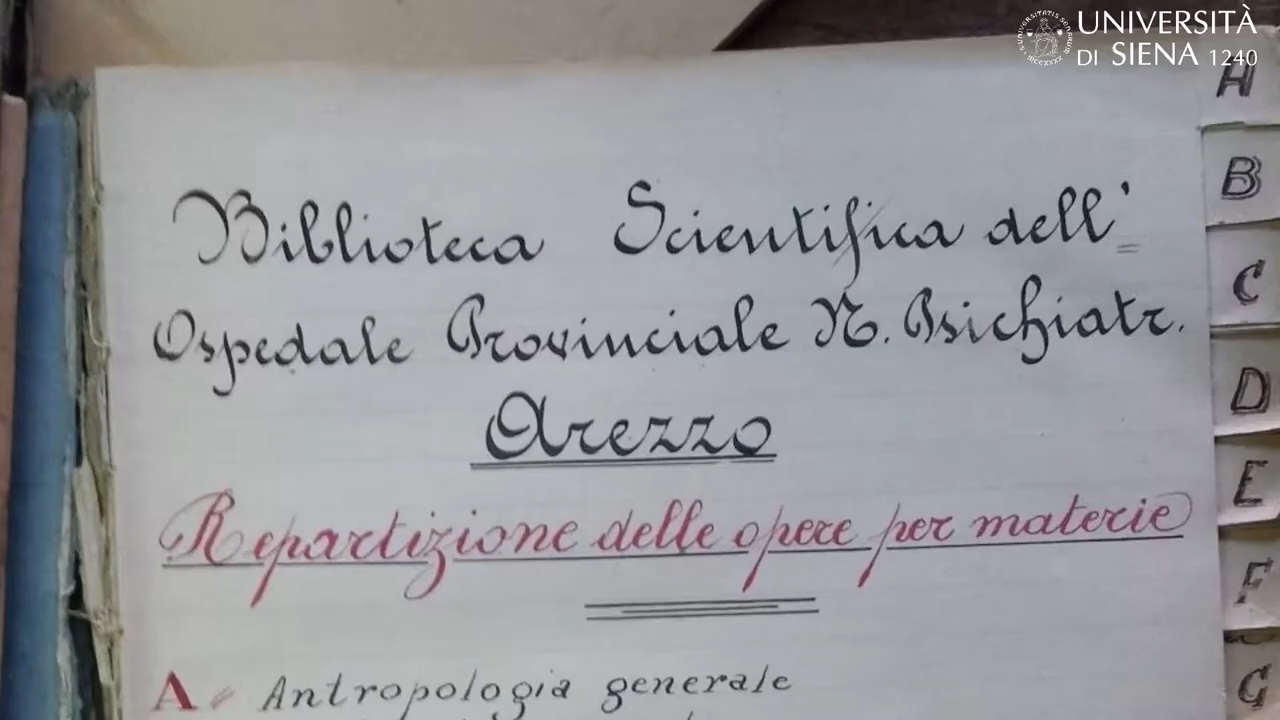 UNIVERSITÀ
DI SIENA 1240
Biblioteca Scientifica dell'
Ospedale Provinciale N. Psichiatr.
Arezzo
Repartizione delle opere per materie
A = Antropologia generale
A
B
C
D
E
F
G